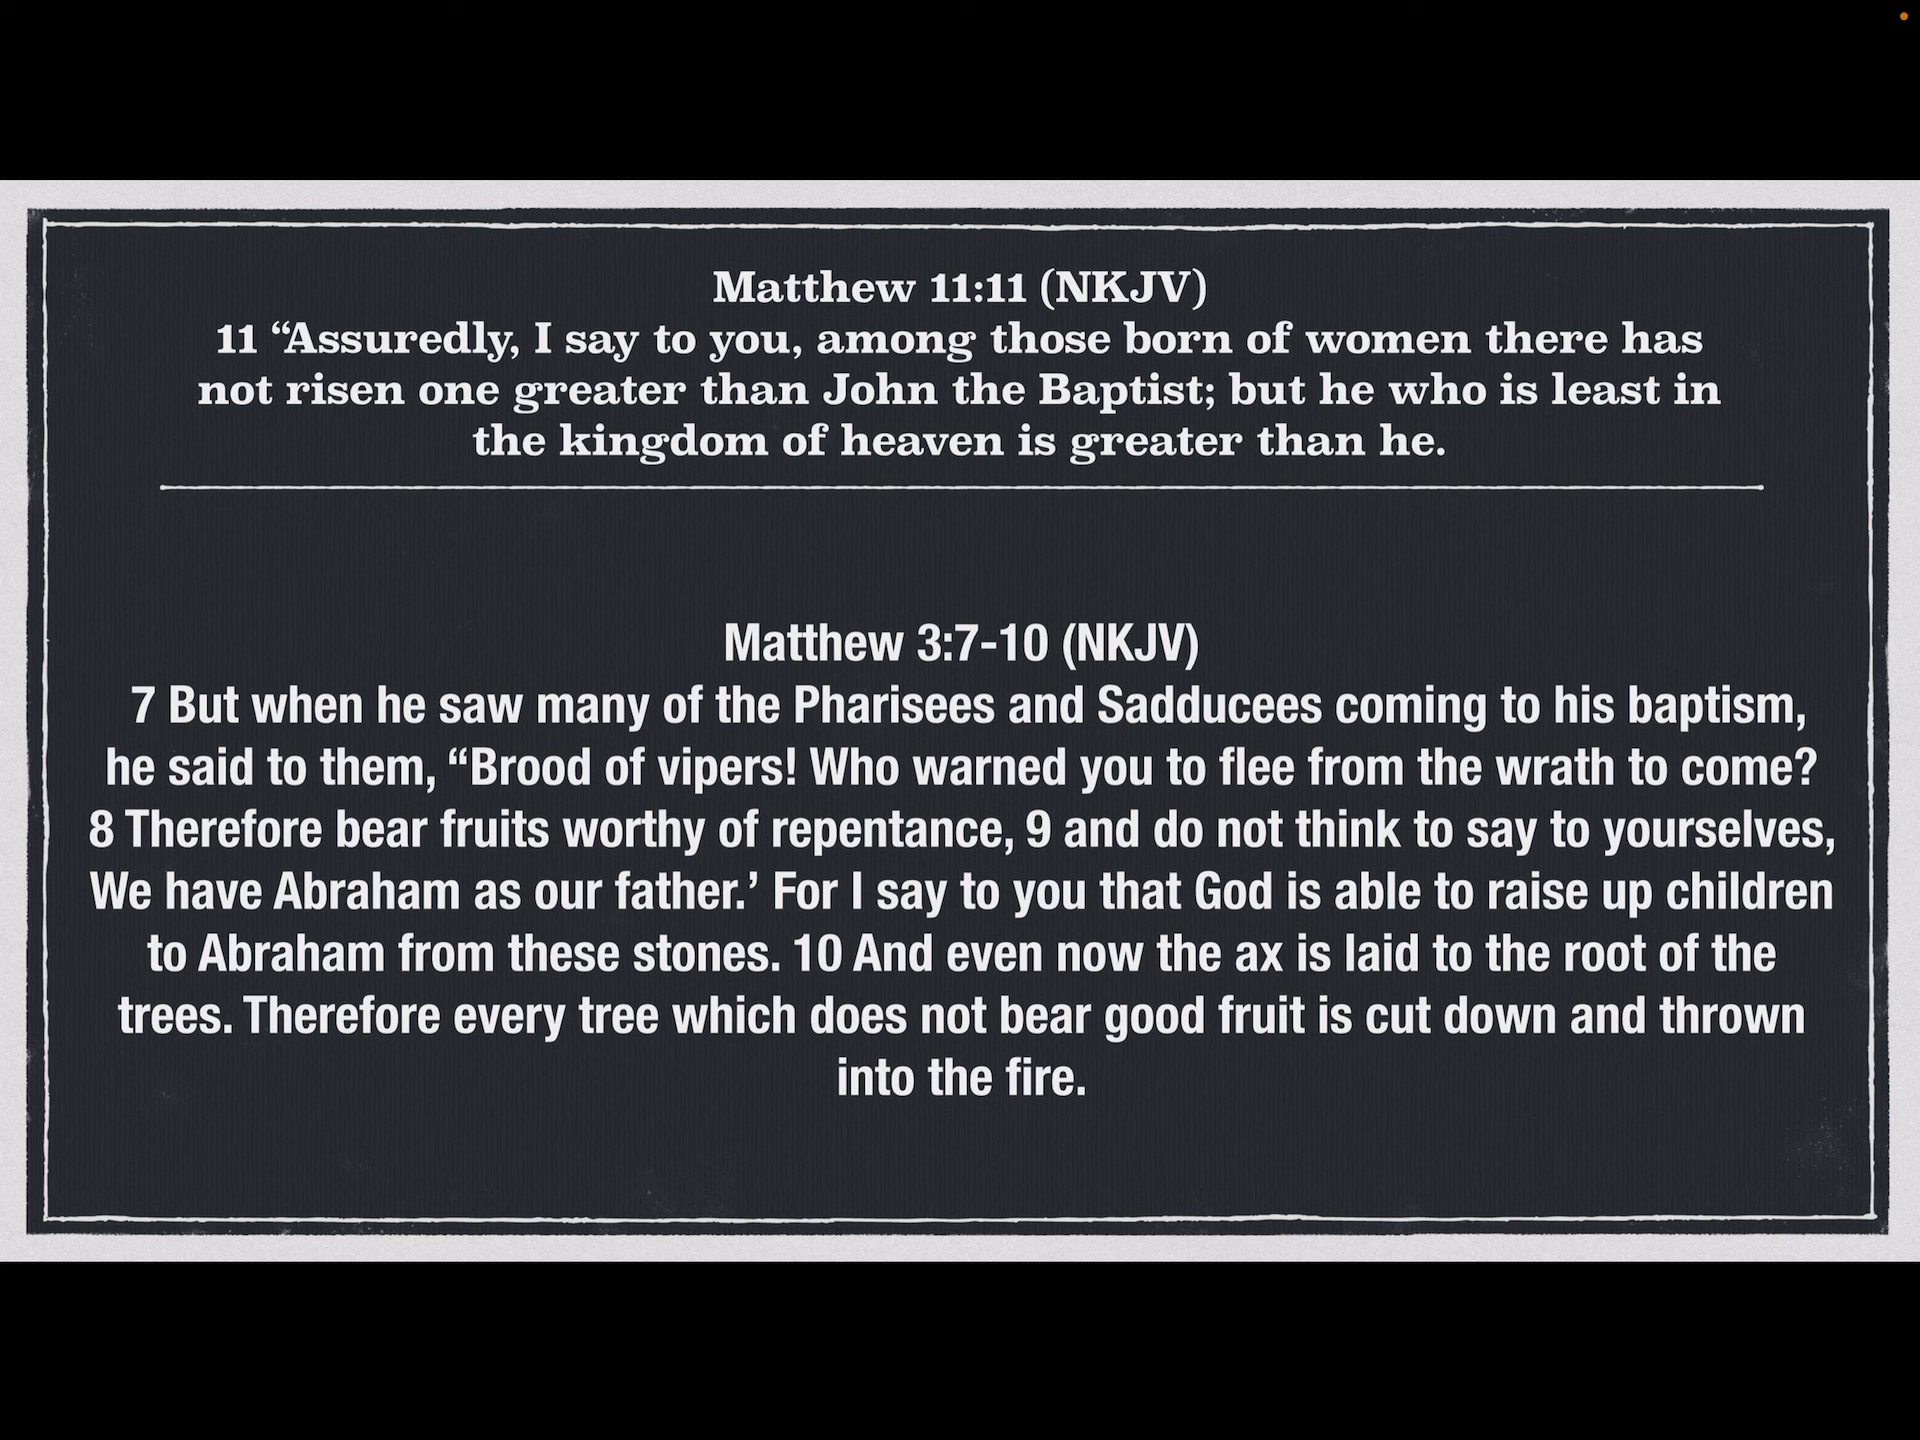 Matthew 11:11 (NKJV)
11 “Assuredly, I say to you, among those born of women there has
not risen one greater than John the Baptist; but he who is least in
the kingdom of heaven is greater than he.
Matthew 3:7-10 (NKJV)
7 But when he saw many of the Pharisees and Sadducees coming to his baptism,
he said to them, “Brood of vipers! Who warned you to flee from the wrath to come?
8 Therefore bear fruits worthy of repentance, 9 and do not think to say to yourselves,
We have Abraham as our father.’ For I say to you that God is able to raise up children
to Abraham from these stones. 10 And even now the ax is laid to the root of the
trees. Therefore every tree which does not bear good fruit is cut down and thrown
into the fire.